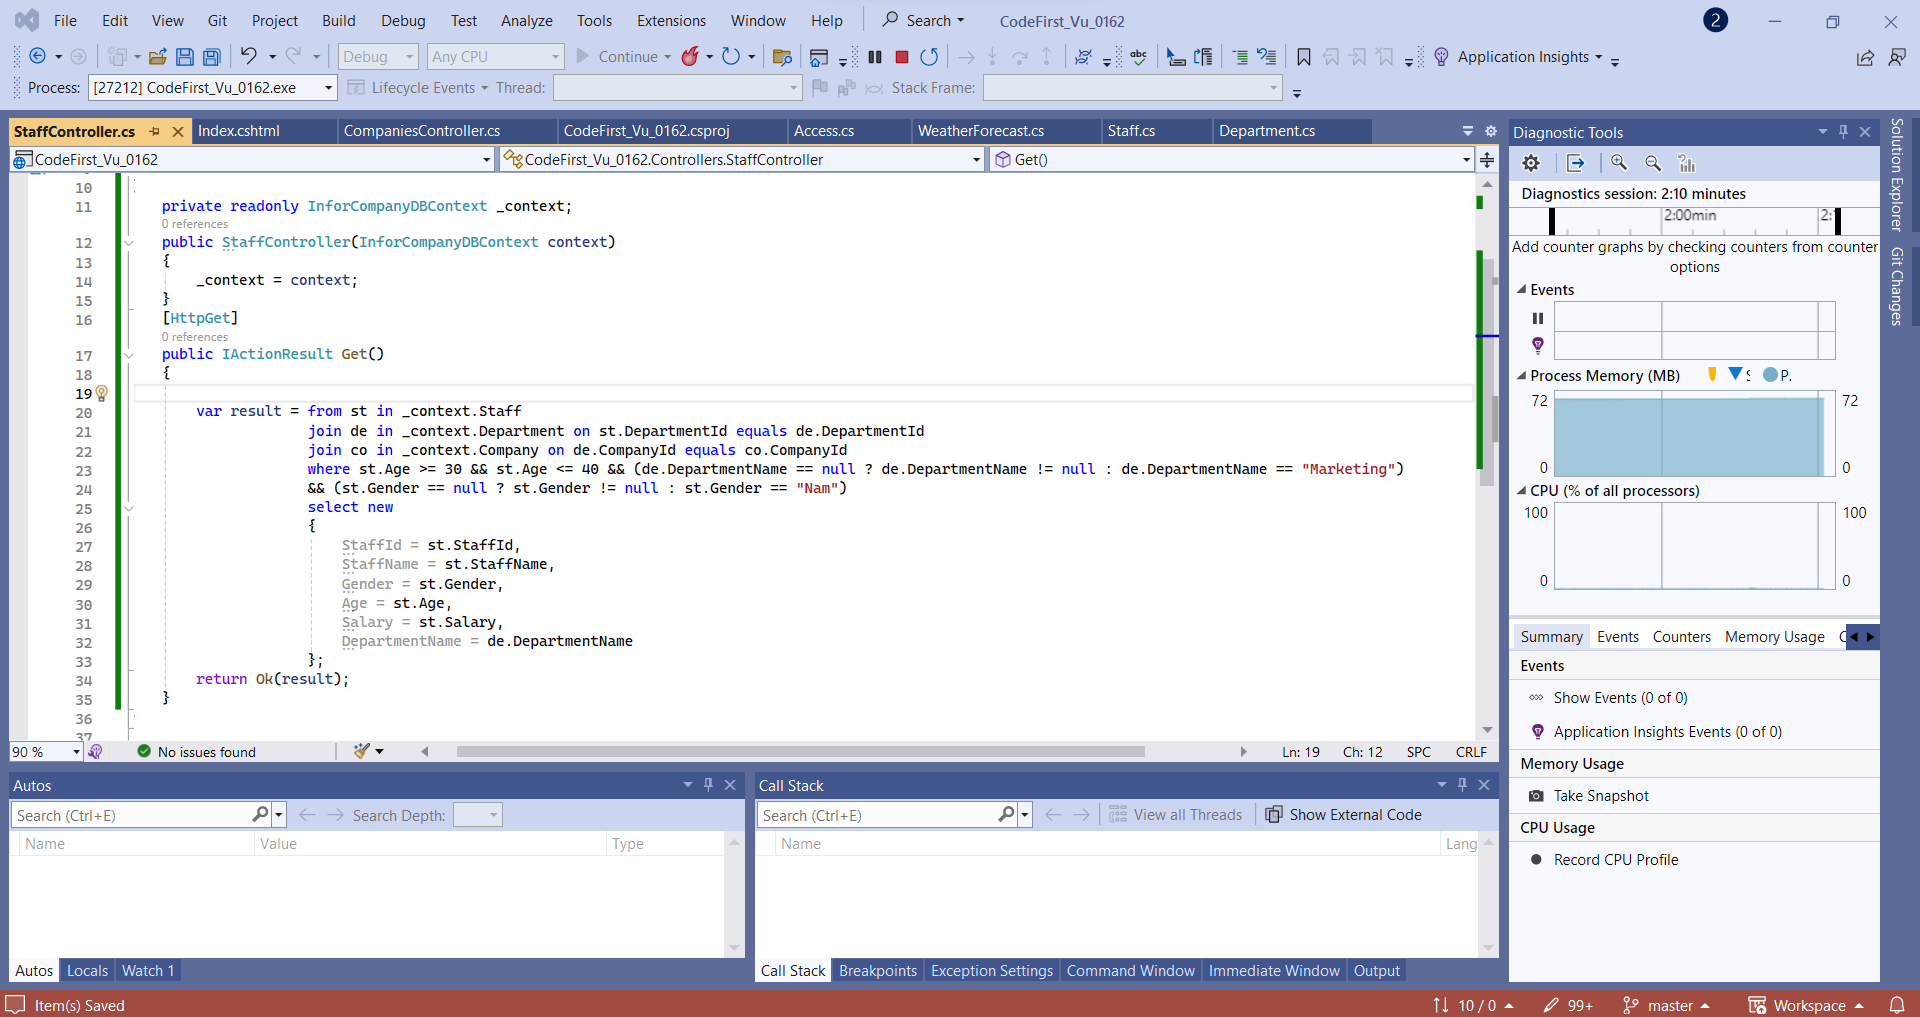 File Edit View Git Project Build Debug Test Analyze Tools Extensions Window Help Search CodeFirst_Vu_0162 2
Debug Any CPU Continue Application Insights
Process: [27212] CodeFirst_Vu_0162.exe Lifecycle Events Thread: Stack Frame:
StaffController.cs Index.cshtml CompaniesController.cs CodeFirst_Vu_0162.csproj Access.cs WeatherForecast.cs Staff.cs Department.cs
CodeFirst_Vu_0162 CodeFirst_Vu_0162.Controllers.StaffController Get()
10
11 private readonly InforCompanyDBContext _context;
0 references
12 public StaffController(InforCompanyDBContext context)
13 {
14 _context = context;
15 }
16 [HttpGet]
0 references
17 public IActionResult Get()
18 {
19
20 var result = from st in _context.Staff
21 join de in _context.Department on st.DepartmentId equals de.DepartmentId
22 join co in _context.Company on de.CompanyId equals co.CompanyId
23 where st.Age >= 30 && st.Age <= 40 && (de.DepartmentName == null ? de.DepartmentName != null : de.DepartmentName == "Marketing")
24 && (st.Gender == null ? st.Gender != null : st.Gender == "Nam")
25 select new
26 {
27 StaffId = st.StaffId,
28 StaffName = st.StaffName,
29 Gender = st.Gender,
30 Age = st.Age,
31 Salary = st.Salary,
32 DepartmentName = de.DepartmentName
33 };
34 return Ok(result);
35 }
36
37
90 % No issues found Ln: 19 Ch: 12 SPC CRLF
Autos
Search (Ctrl+E) Search Depth:
Name Value Type
Autos Locals Watch 1
Call Stack
Search (Ctrl+E) View all Threads Show External Code
Name Lang
Call Stack Breakpoints Exception Settings Command Window Immediate Window Output
Diagnostic Tools
Diagnostics session: 2:10 minutes
2:00min 2:
Add counter graphs by checking counters from counter
options
Events
Process Memory (MB) S P.
72 72
0 0
CPU (% of all processors)
100 100
0 0
Summary Events Counters Memory Usage C
Events
Show Events (0 of 0)
Application Insights Events (0 of 0)
Memory Usage
Take Snapshot
CPU Usage
Record CPU Profile
Solution Explorer
Git Changes
Item(s) Saved 10 / 0 99+ master Workspace